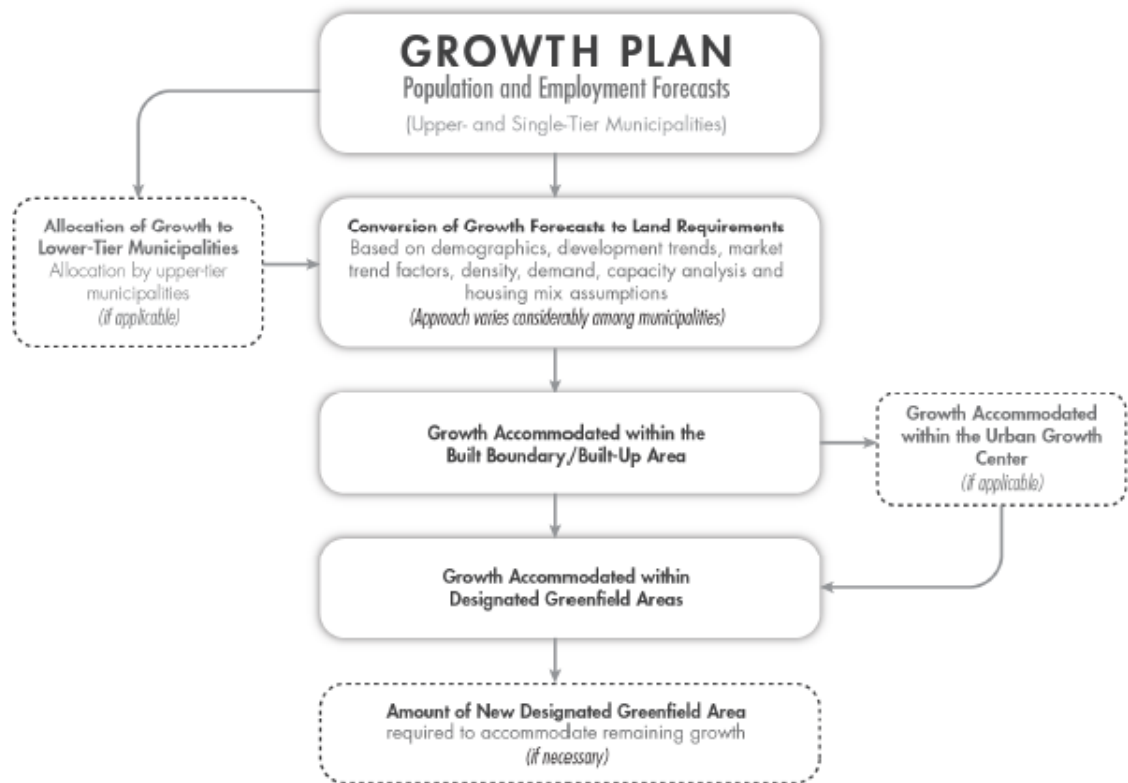 GROWTH PLAN
Population and Employment Forecasts
(Upper- and Single-Tier Municipalities)
Allocation of Growth to
Lower-Tier Municipalities
Allocation by upper-tier
municipalities
(if applicable)
Conversion of Growth Forecasts to Land Requirements
Based on demographics, development trends, market
trend factors, density, demand, capacity analysis and
housing mix assumptions
(Approach varies considerably among municipalities)
Growth Accommodated within the
Built Boundary/Built-Up Area
Growth Accommodated
within the Urban Growth
Center
(if applicable)
Growth Accommodated within
Designated Greenfield Areas
Amount of New Designated Greenfield Area
required to accommodate remaining growth
(if necessary)